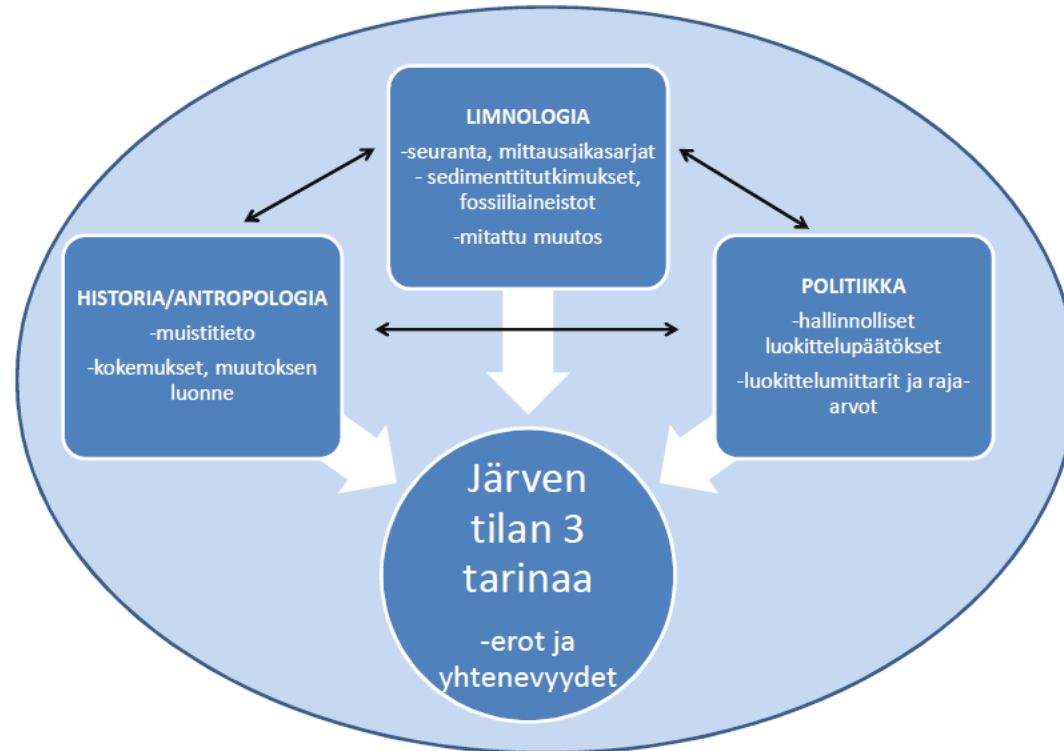 LIMNOLOGIA
-seuranta, mittausaikasarjat
- sedimenttitutkimukset,
fossiiliaineistot
-mitattu muutos
HISTORIA/ANTROPOLOGIA
-muistitieto
-kokemukset, muutoksen
luonne
POLITIIKKA
-hallinnolliset
luokittelupäätökset
-luokittelumittarit ja raja-
arvot
Järven
tilan 3
tarinaa
-erot ja
yhtenevyydet